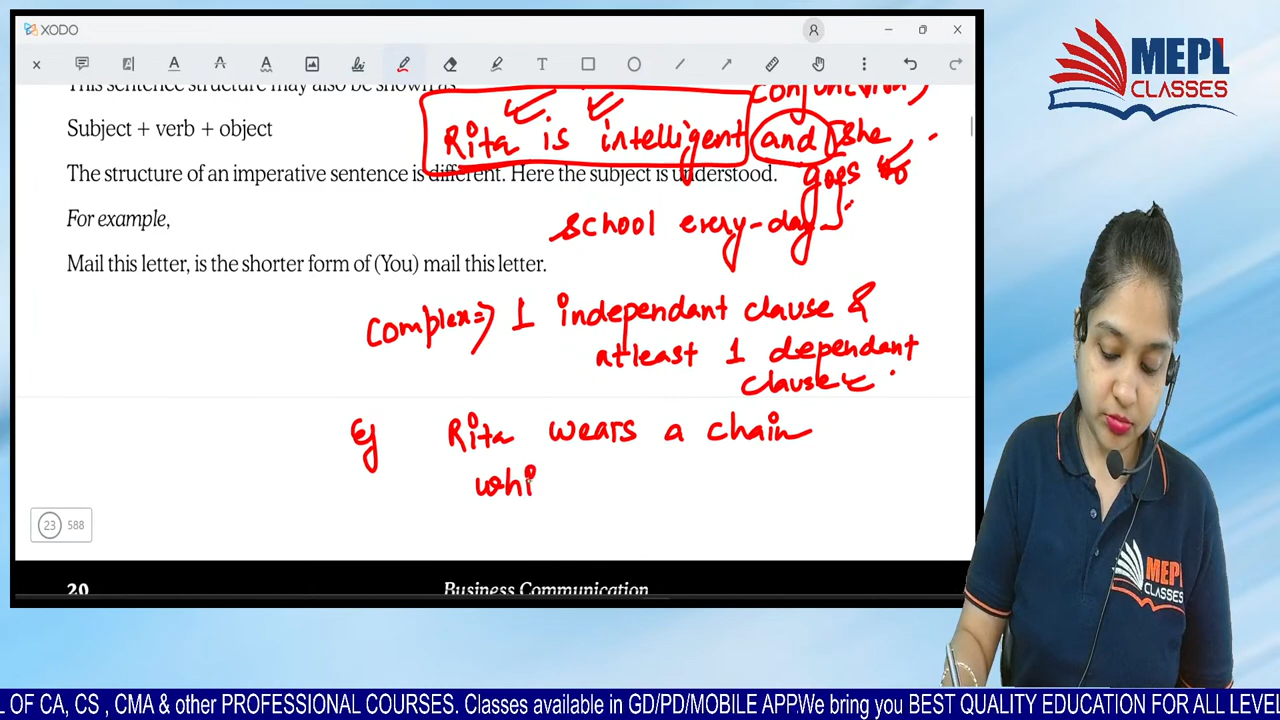 XODO
This sentence structure may also be shown as
conjunction
Rita is intelligent and she
Subject + verb + object
The structure of an imperative sentence is different. Here the subject is understood.
goes to
For example,
school every-day
Mail this letter, is the shorter form of (You) mail this letter.
Complex => 1 independant clause &
atleast 1 dependant
clause
Eg Rita wears a chain
whi
23 588
20 Business Communication
MEPL
CLASSES
MEPL
CLASSES
L OF CA, CS , CMA & other PROFESSIONAL COURSES. Classes available in GD/PD/MOBILE APPWe bring you BEST QUALITY EDUCATION FOR ALL LEVEL